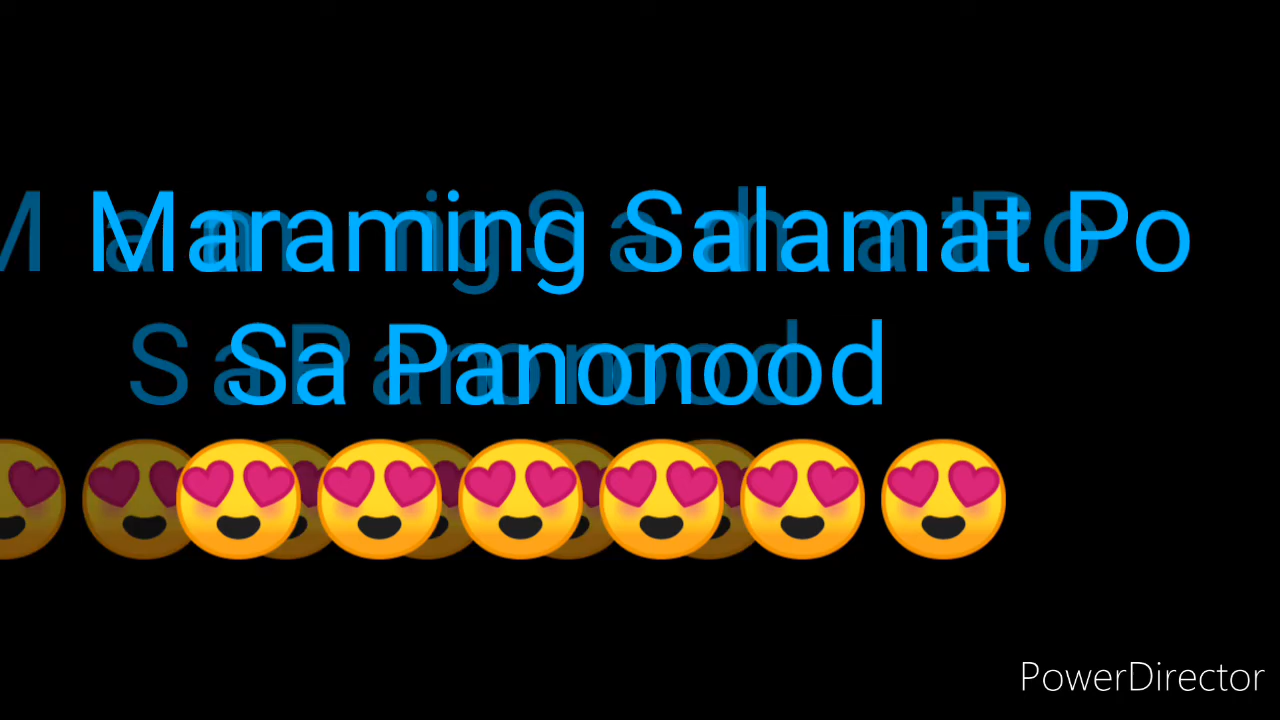 Maraming Salamat Po
Sa Panonood
😍😍😍😍😍😍
PowerDirector